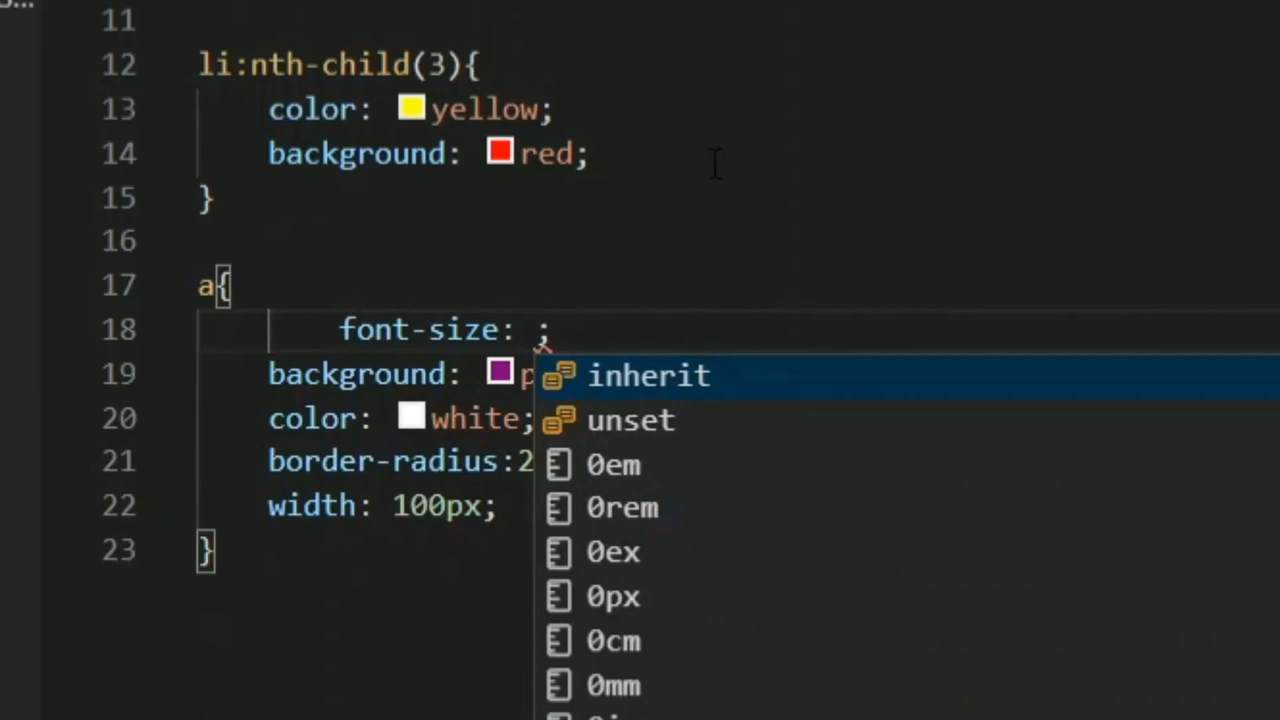 11
12 li:nth-child(3){
13 color: yellow;
14 background: red;
15 }
16
17 a{
18 font-size: ;
19 background: p
20 color: white;
21 border-radius:2
22 width: 100px;
23 }
inherit
unset
0em
0rem
0ex
0px
0cm
0mm